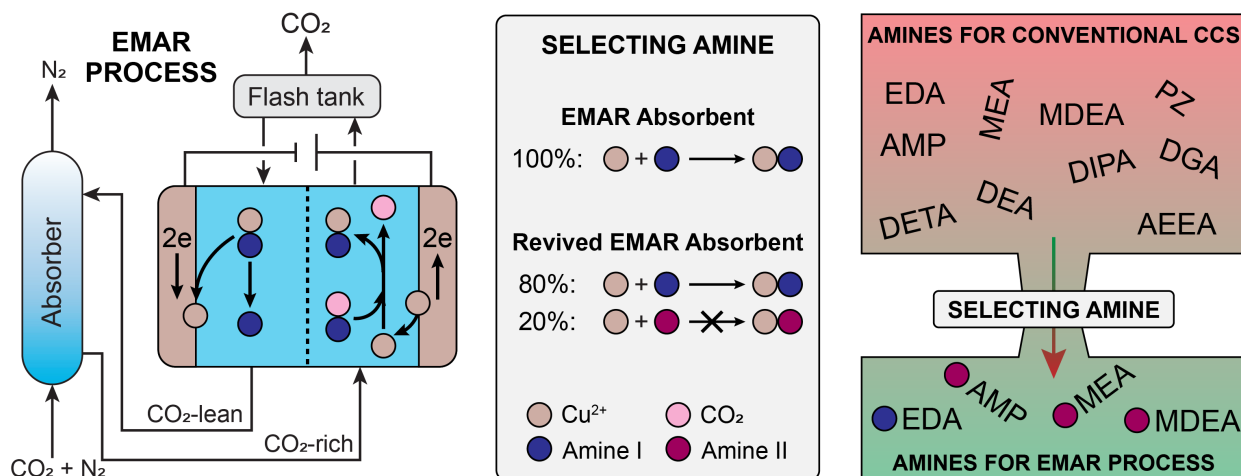 EMAR
PROCESS
CO₂
N₂
Flash tank
Absorber
2e
2e
CO₂-lean
CO₂-rich
CO₂ + N₂
SELECTING AMINE
EMAR Absorbent
100%: + →
Revived EMAR Absorbent
80%: + →
20%: + →
Cu²⁺ CO₂
Amine I Amine II
AMINES FOR CONVENTIONAL CCS
EDA MEA MDEA PZ
AMP DIPA DGA
DETA DEA AEEA
SELECTING AMINE
AMP MEA
EDA MDEA
AMINES FOR EMAR PROCESS